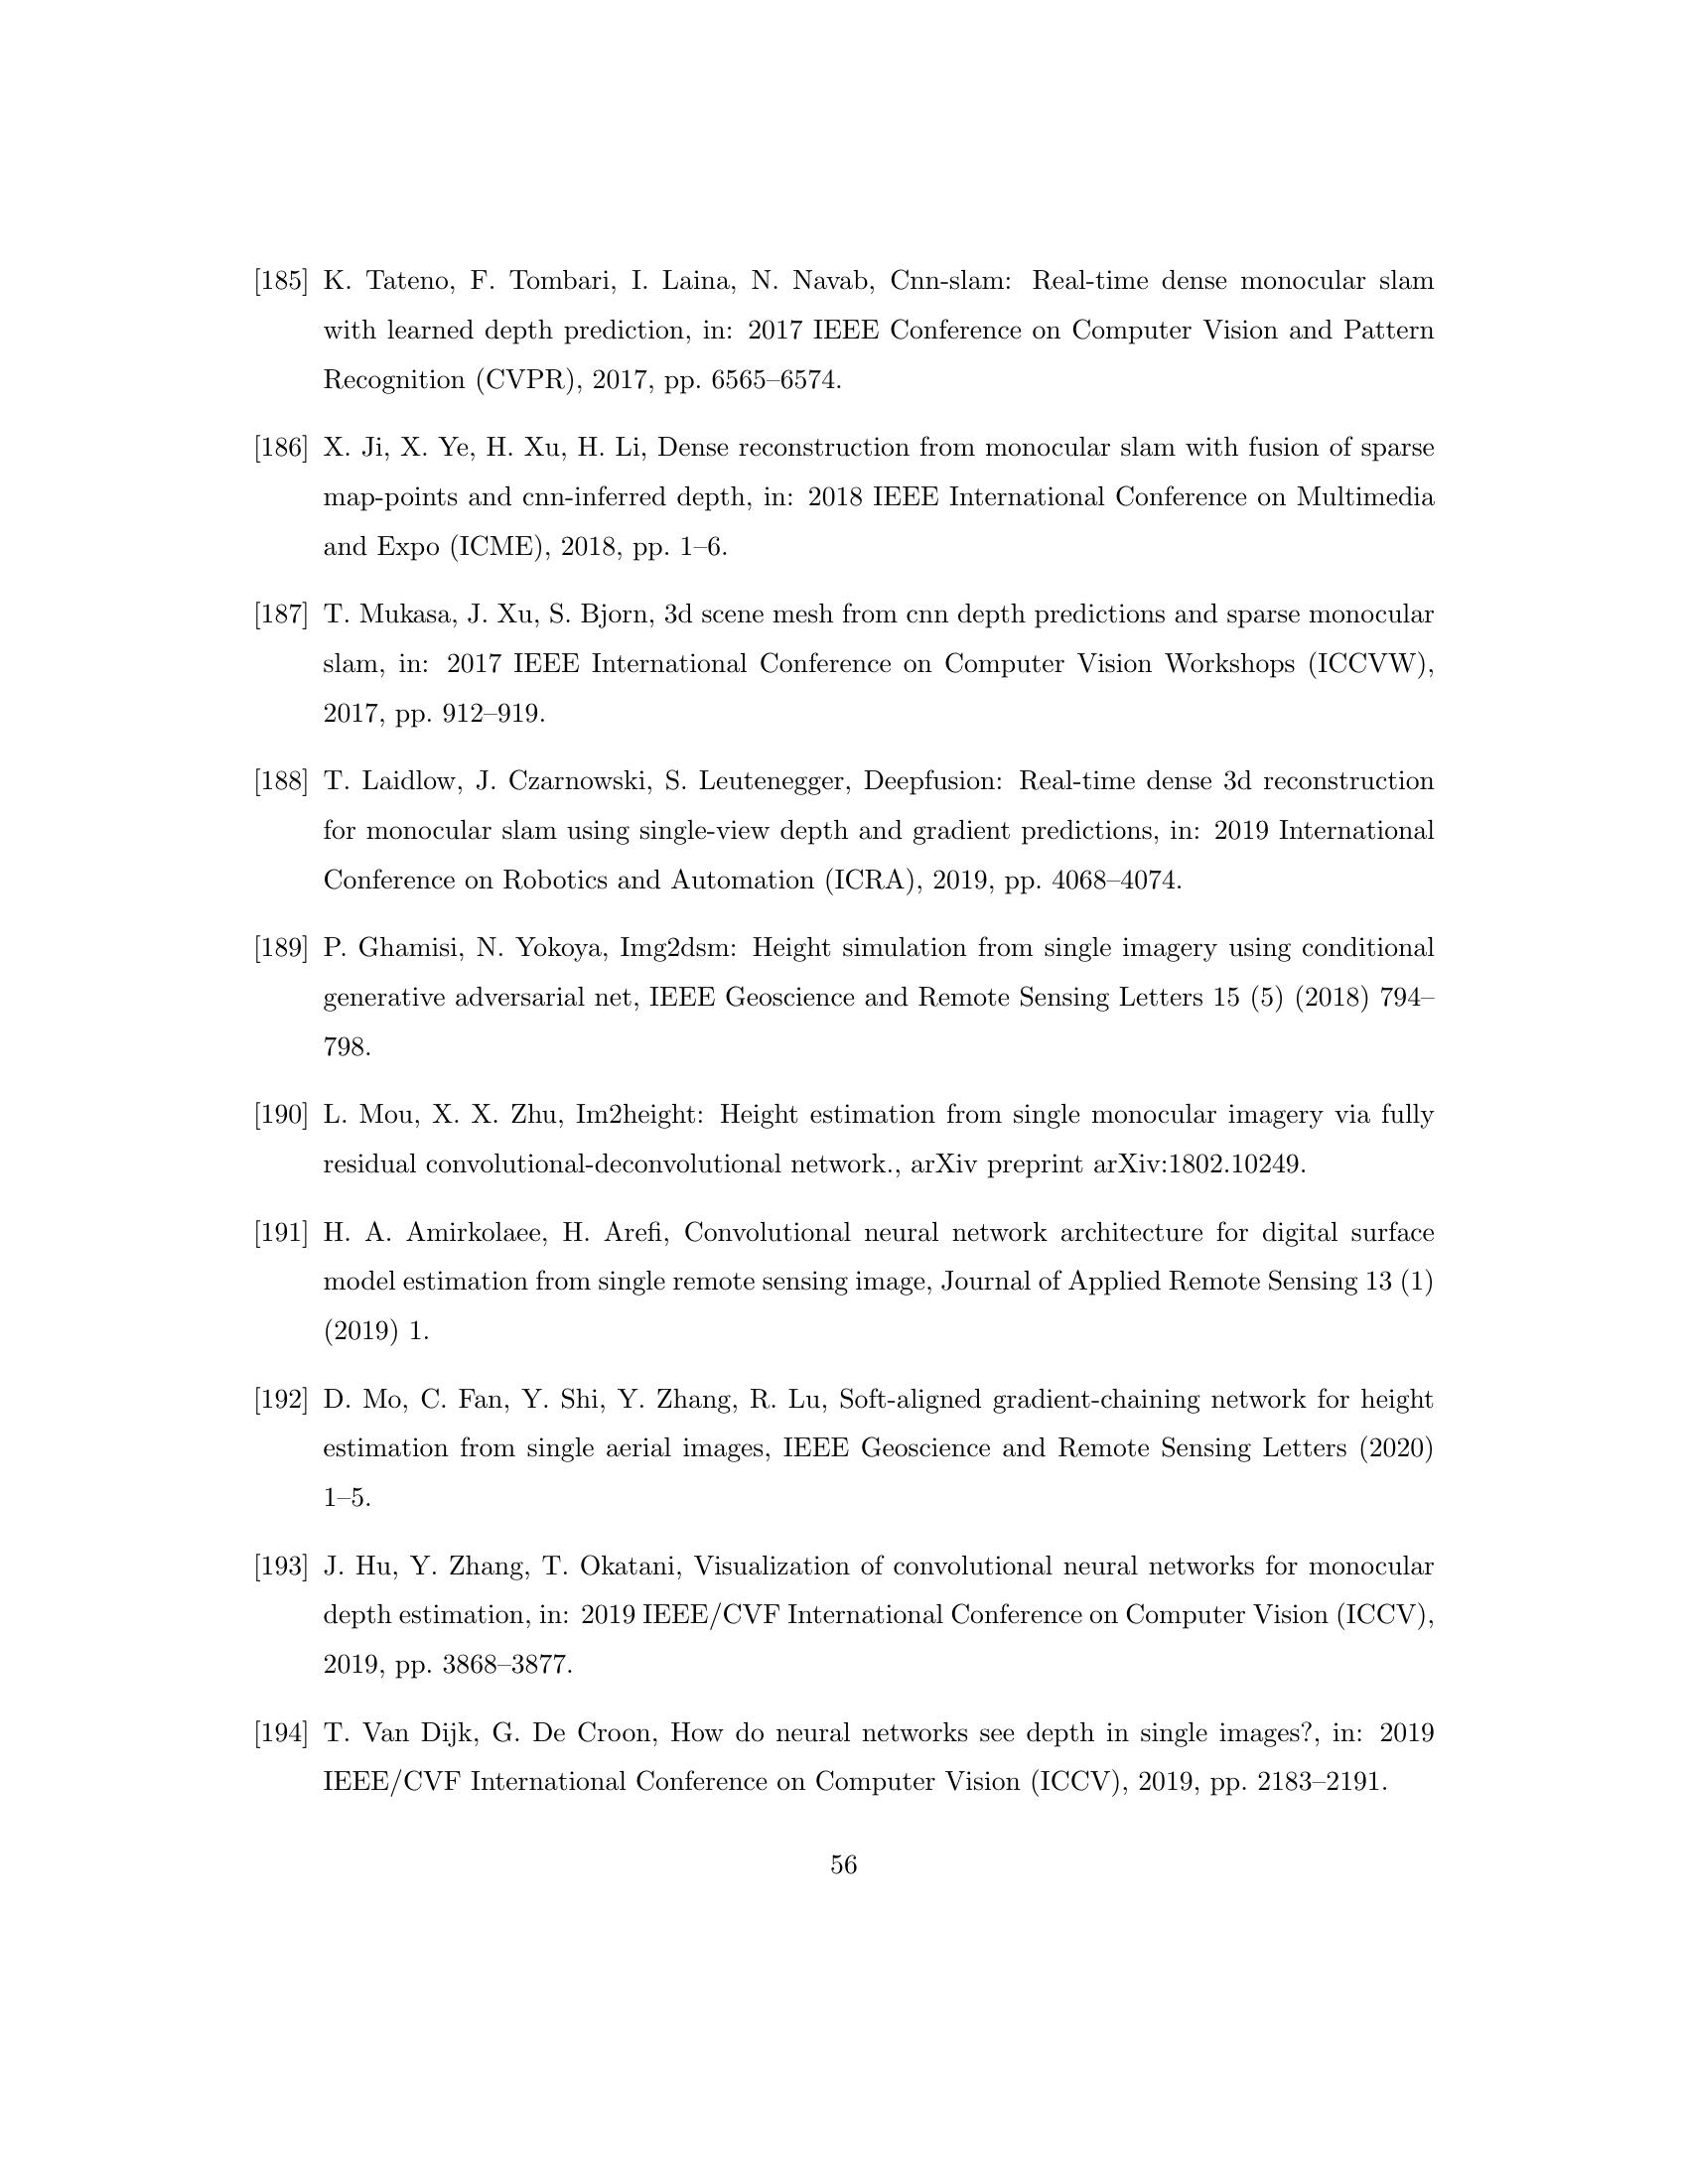 [185] K. Tateno, F. Tombari, I. Laina, N. Navab, Cnn-slam: Real-time dense monocular slam
with learned depth prediction, in: 2017 IEEE Conference on Computer Vision and Pattern
Recognition (CVPR), 2017, pp. 6565–6574.
[186] X. Ji, X. Ye, H. Xu, H. Li, Dense reconstruction from monocular slam with fusion of sparse
map-points and cnn-inferred depth, in: 2018 IEEE International Conference on Multimedia
and Expo (ICME), 2018, pp. 1–6.
[187] T. Mukasa, J. Xu, S. Bjorn, 3d scene mesh from cnn depth predictions and sparse monocular
slam, in: 2017 IEEE International Conference on Computer Vision Workshops (ICCVW),
2017, pp. 912–919.
[188] T. Laidlow, J. Czarnowski, S. Leutenegger, Deepfusion: Real-time dense 3d reconstruction
for monocular slam using single-view depth and gradient predictions, in: 2019 International
Conference on Robotics and Automation (ICRA), 2019, pp. 4068–4074.
[189] P. Ghamisi, N. Yokoya, Img2dsm: Height simulation from single imagery using conditional
generative adversarial net, IEEE Geoscience and Remote Sensing Letters 15 (5) (2018) 794–
798.
[190] L. Mou, X. X. Zhu, Im2height: Height estimation from single monocular imagery via fully
residual convolutional-deconvolutional network., arXiv preprint arXiv:1802.10249.
[191] H. A. Amirkolaee, H. Arefi, Convolutional neural network architecture for digital surface
model estimation from single remote sensing image, Journal of Applied Remote Sensing 13 (1)
(2019) 1.
[192] D. Mo, C. Fan, Y. Shi, Y. Zhang, R. Lu, Soft-aligned gradient-chaining network for height
estimation from single aerial images, IEEE Geoscience and Remote Sensing Letters (2020)
1–5.
[193] J. Hu, Y. Zhang, T. Okatani, Visualization of convolutional neural networks for monocular
depth estimation, in: 2019 IEEE/CVF International Conference on Computer Vision (ICCV),
2019, pp. 3868–3877.
[194] T. Van Dijk, G. De Croon, How do neural networks see depth in single images?, in: 2019
IEEE/CVF International Conference on Computer Vision (ICCV), 2019, pp. 2183–2191.
56